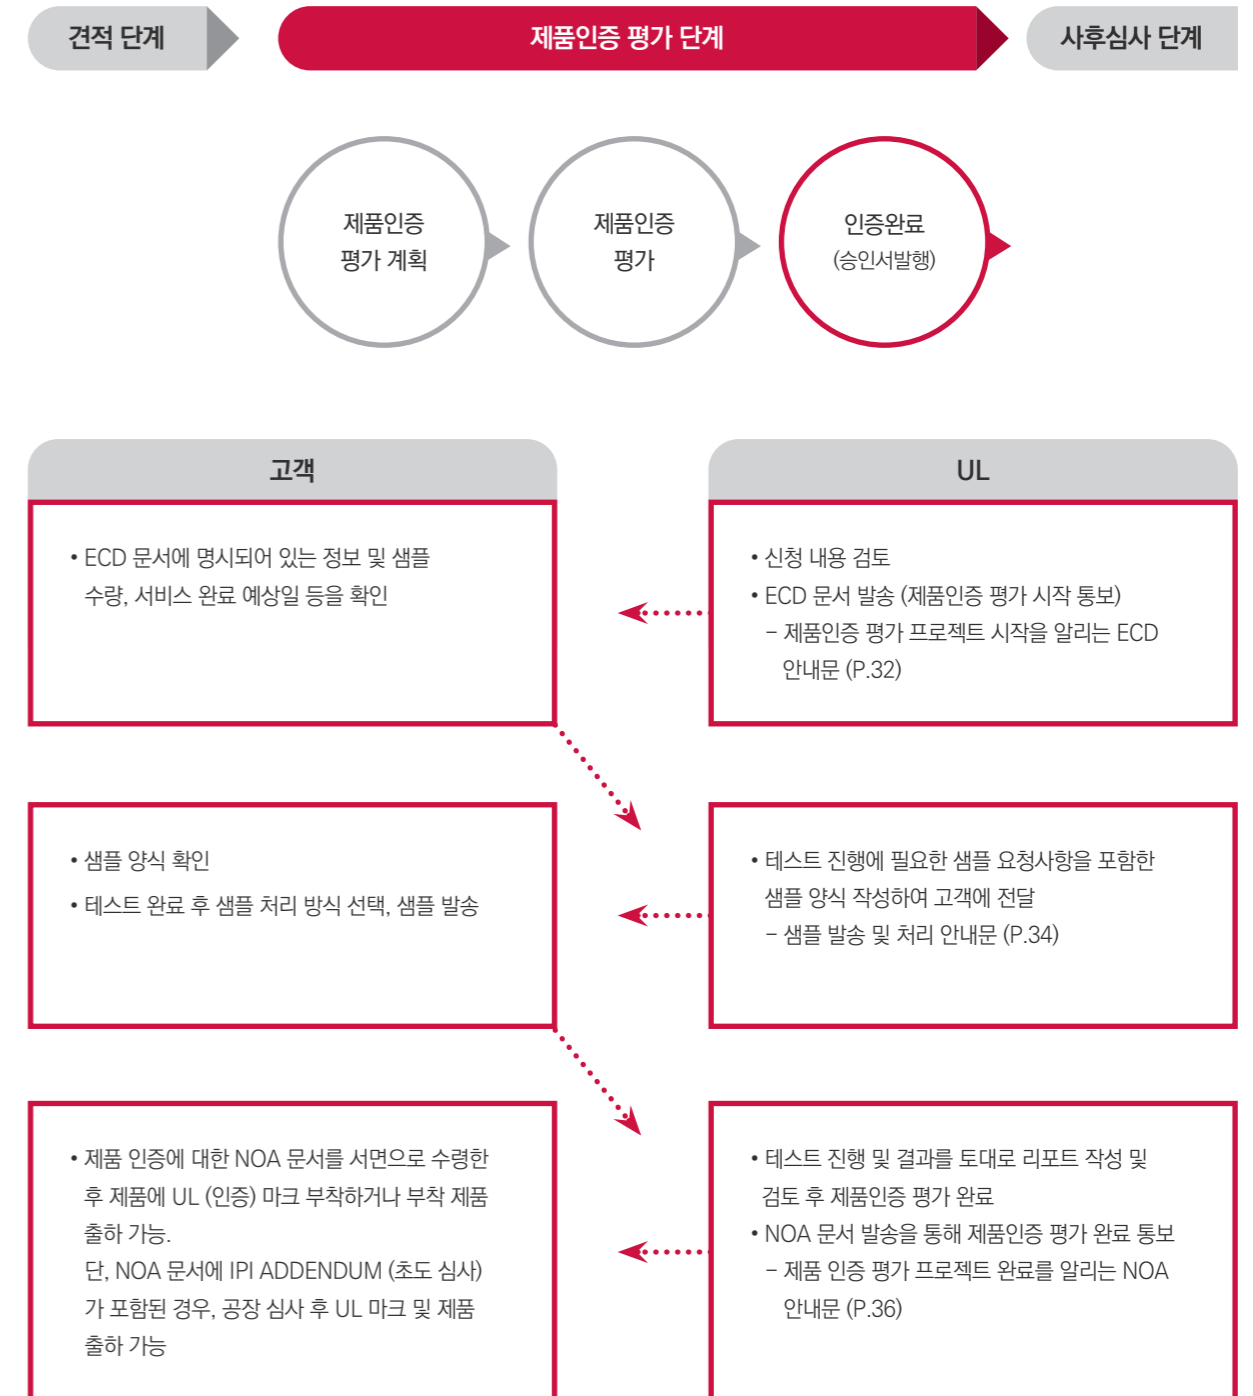 견적 단계
제품인증 평가 단계
사후심사 단계
제품인증
평가 계획
제품인증
평가
인증완료
(승인서발행)
고객
UL
• ECD 문서에 명시되어 있는 정보 및 샘플
수량, 서비스 완료 예상일 등을 확인
• 신청 내용 검토
• ECD 문서 발송 (제품인증 평가 시작 통보)
– 제품인증 평가 프로젝트 시작을 알리는 ECD
안내문 (P.32)
• 샘플 양식 확인
• 테스트 완료 후 샘플 처리 방식 선택, 샘플 발송
• 테스트 진행에 필요한 샘플 요청사항을 포함한
샘플 양식 작성하여 고객에 전달
– 샘플 발송 및 처리 안내문 (P.34)
• 제품 인증에 대한 NOA 문서를 서면으로 수령한
후 제품에 UL (인증) 마크 부착하거나 부착 제품
출하 가능.
단, NOA 문서에 IPI ADDENDUM (초도 심사)
가 포함된 경우, 공장 심사 후 UL 마크 및 제품
출하 가능
• 테스트 진행 및 결과를 토대로 리포트 작성 및
검토 후 제품인증 평가 완료
• NOA 문서 발송을 통해 제품인증 평가 완료 통보
– 제품 인증 평가 프로젝트 완료를 알리는 NOA
안내문 (P.36)